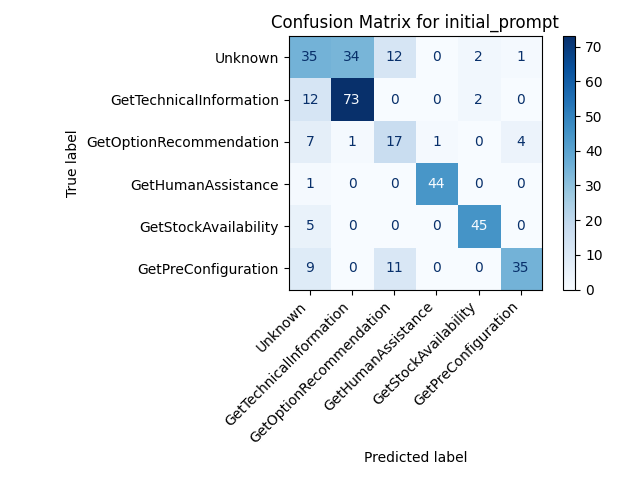 Confusion Matrix for initial_prompt
True label
Unknown 35 34 12 0 2 1
GetTechnicalInformation 12 73 0 0 2 0
GetOptionRecommendation 7 1 17 1 0 4
GetHumanAssistance 1 0 0 44 0 0
GetStockAvailability 5 0 0 0 45 0
GetPreConfiguration 9 0 11 0 0 35
Unknown
GetTechnicalInformation
GetOptionRecommendation
GetHumanAssistance
GetStockAvailability
GetPreConfiguration
Predicted label
70
60
50
40
30
20
10
0